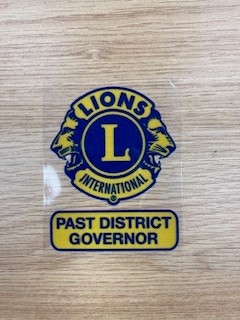 LIONS
L
INTERNATIONAL
®
PAST DISTRICT
GOVERNOR